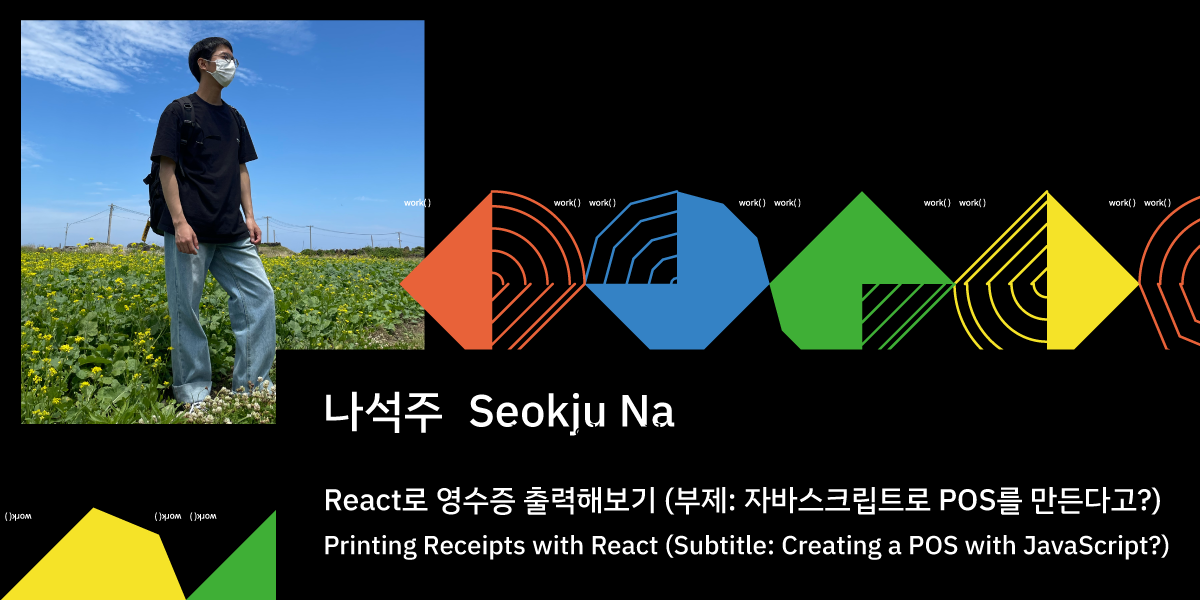 work( )
work( ) work( )
work( ) work( )
work( ) work( )
work( ) work( )
나석주 Seokju Na
React로 영수증 출력해보기 (부제: 자바스크립트로 POS를 만든다고?)
Printing Receipts with React (Subtitle: Creating a POS with JavaScript?)
work( )
work( ) work( )